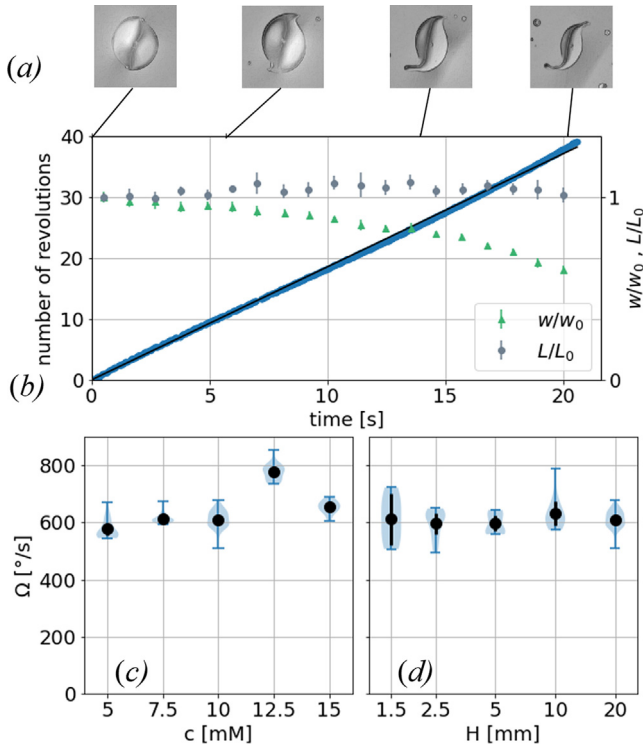 (a)
40
30
20
10
0
number of revolutions
1
0
w/w₀ , L/L₀
w/w₀
L/L₀
0 5 10 15 20
time [s]
(b)
800
600
400
200
0
Ω [°/s]
(c)
(d)
5 7.5 10 12.5 15
1.5 2.5 5 10 20
c [mM]
H [mm]